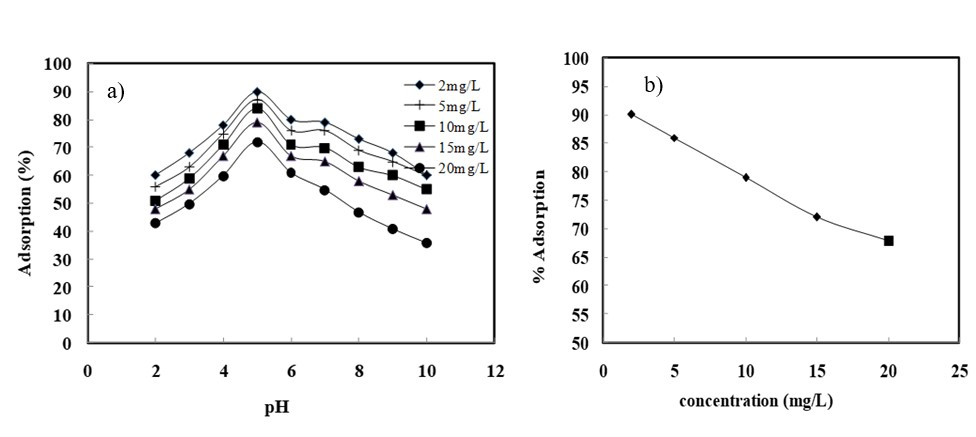 a)
100
90
80
70
60
50
40
30
20
10
0
Adsorption (%)
2mg/L
5mg/L
10mg/L
15mg/L
20mg/L
0 2 4 6 8 10 12
pH
b)
100
95
90
85
80
75
70
65
60
55
50
% Adsorption
0 5 10 15 20 25
concentration (mg/L)